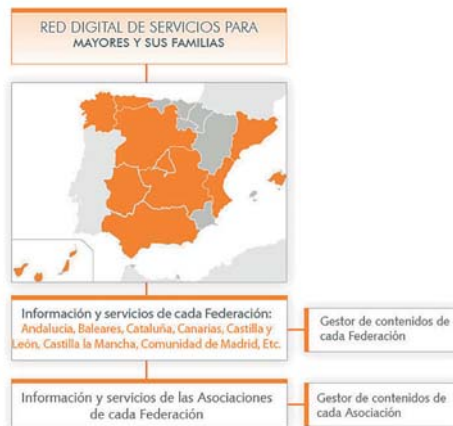 RED DIGITAL DE SERVICIOS PARA
MAYORES Y SUS FAMILIAS
Información y servicios de cada Federación:
Andalucía, Baleares, Cataluña, Canarias, Castilla y
León, Castilla la Mancha, Comunidad de Madrid, Etc.
Gestor de contenidos de
cada Federación
Información y servicios de las Asociaciones
de cada Federación
Gestor de contenidos de
cada Asociación